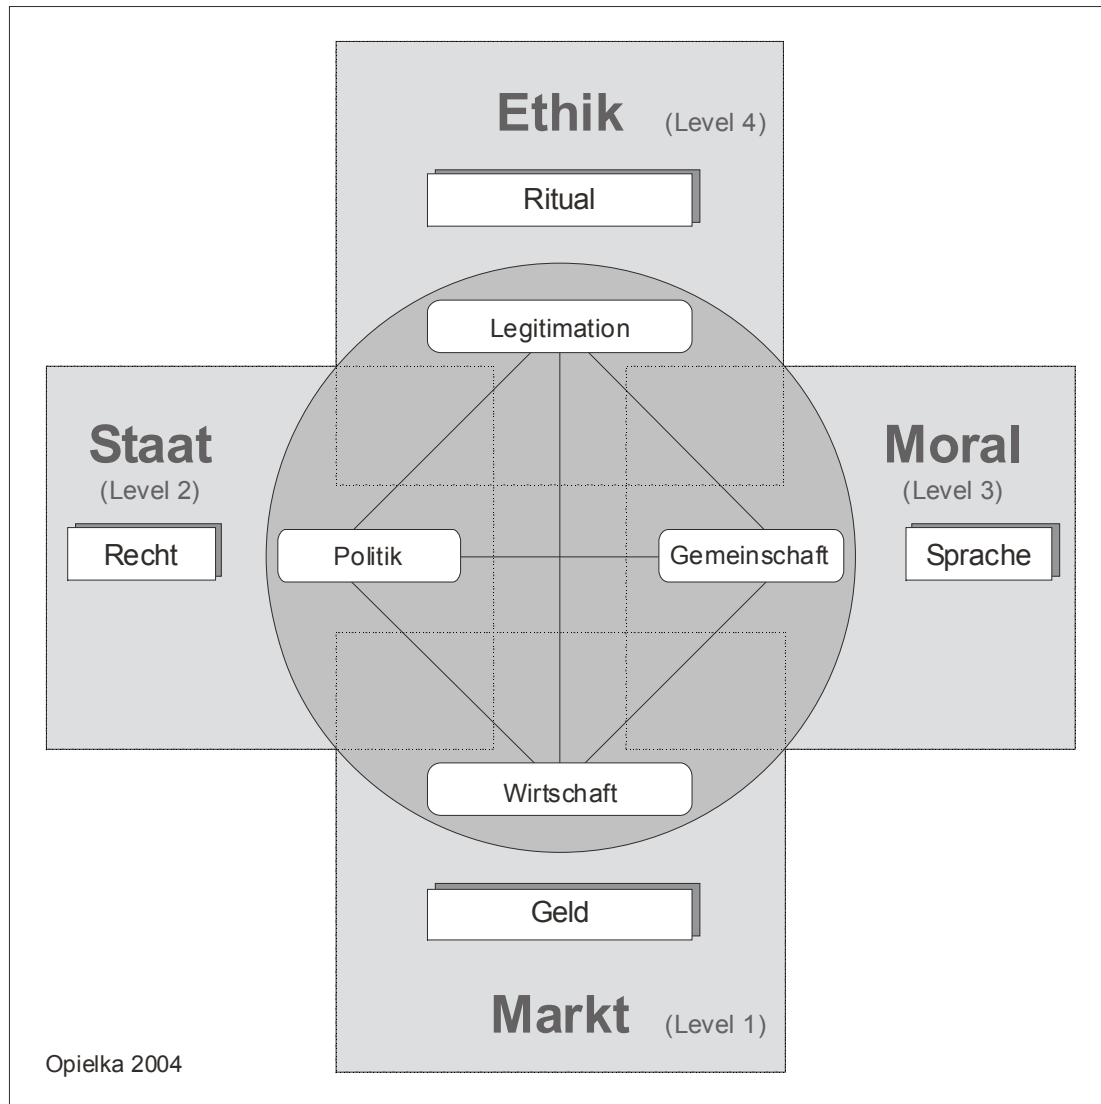 Ethik (Level 4)
Ritual
Legitimation
Staat
(Level 2)
Recht
Politik
Gemeinschaft
Moral
(Level 3)
Sprache
Wirtschaft
Geld
Markt (Level 1)
Opielka 2004